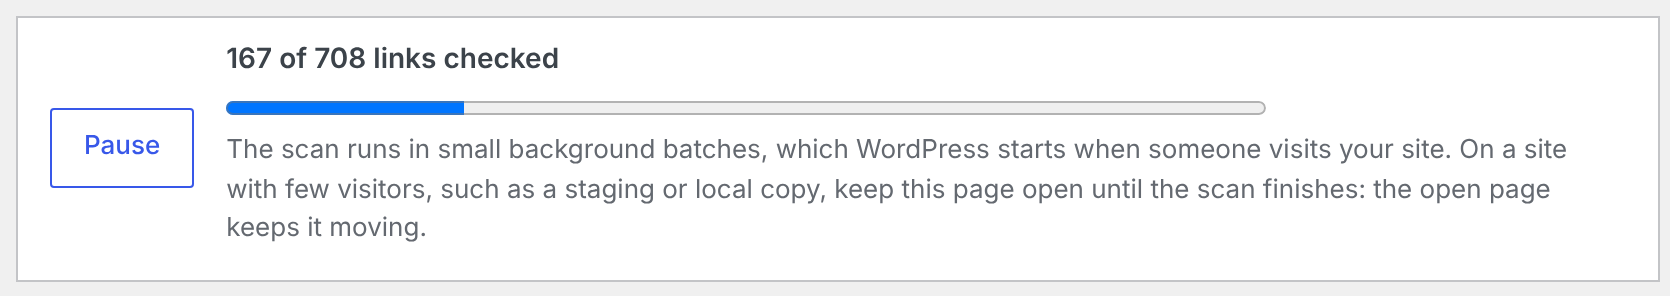 167 of 708 links checked
Pause
The scan runs in small background batches, which WordPress starts when someone visits your site. On a site
with few visitors, such as a staging or local copy, keep this page open until the scan finishes: the open page
keeps it moving.